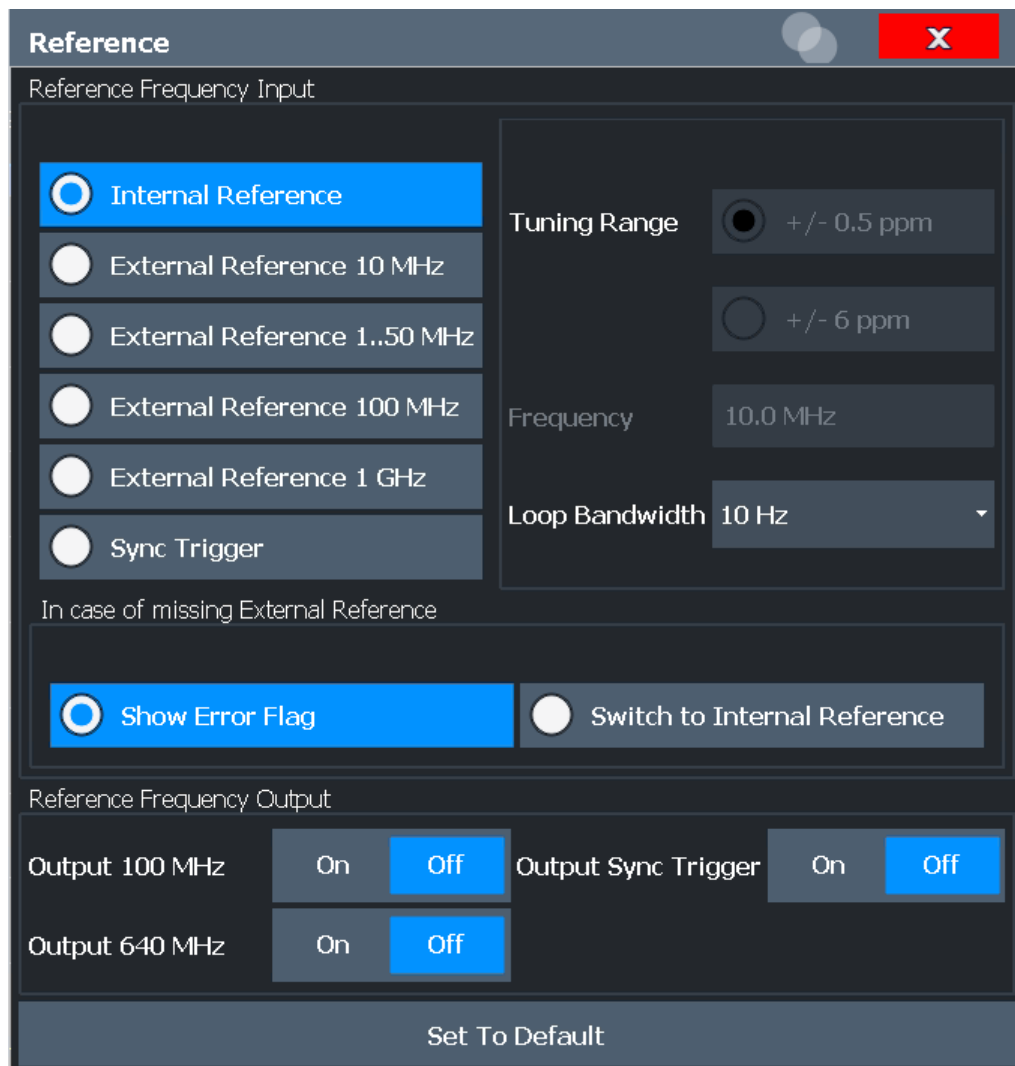 Reference
X
Reference Frequency Input
Internal Reference
External Reference 10 MHz
External Reference 1..50 MHz
External Reference 100 MHz
External Reference 1 GHz
Sync Trigger
Tuning Range
+/- 0.5 ppm
+/- 6 ppm
Frequency
10.0 MHz
Loop Bandwidth
10 Hz
In case of missing External Reference
Show Error Flag
Switch to Internal Reference
Reference Frequency Output
Output 100 MHz On Off
Output Sync Trigger On Off
Output 640 MHz On Off
Set To Default